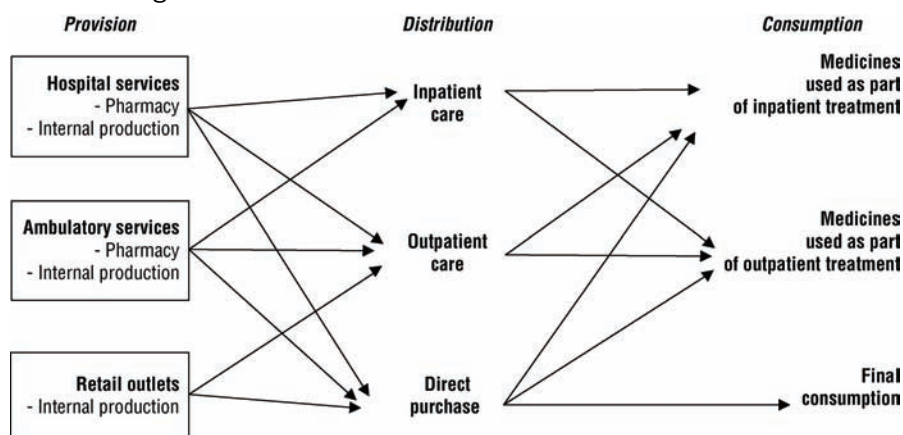 Provision
Distribution
Consumption
Hospital services
- Pharmacy
- Internal production
Inpatient
care
Medicines
used as part
of inpatient treatment
Ambulatory services
- Pharmacy
- Internal production
Outpatient
care
Medicines
used as part
of outpatient treatment
Retail outlets
- Internal production
Direct
purchase
Final
consumption